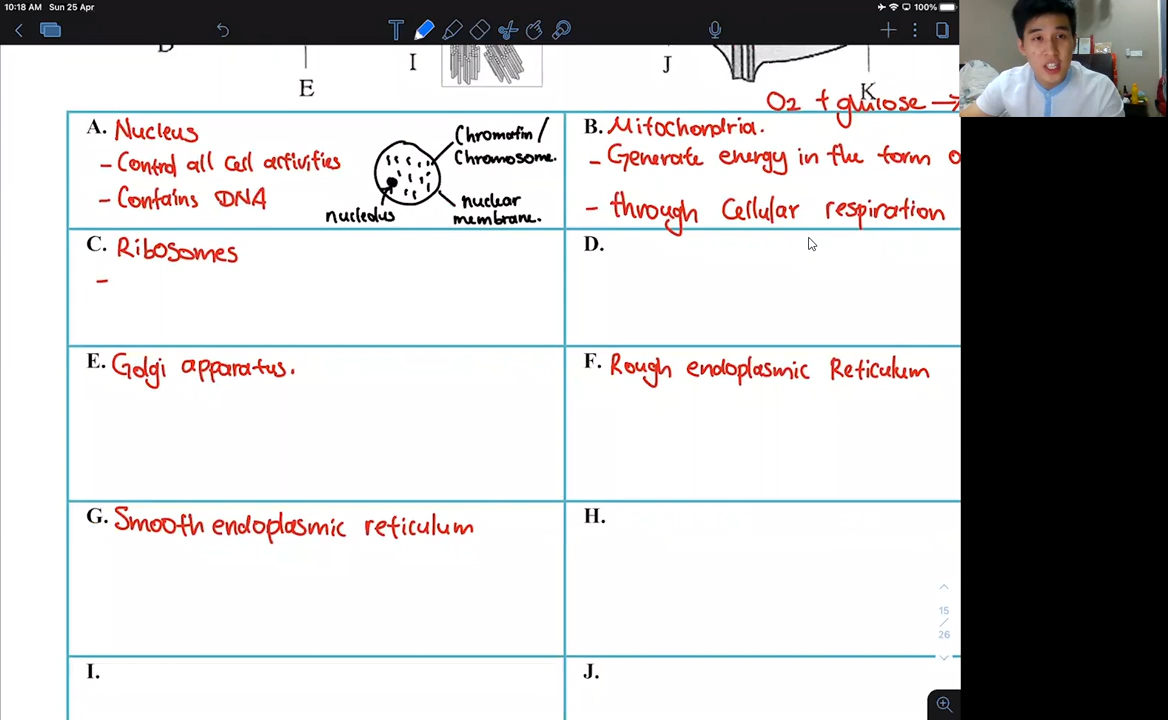 10:18 AM Sun 25 Apr
100%
D
E
I
J
K
O2 + glucose →
A. Nucleus
- Control all cell activities
- Contains DNA
Chromatin/
Chromosome.
nuclear
membrane.
nucleolus
B. Mitochondria.
- Generate energy in the form o
- through Cellular respiration
C. Ribosomes
-
D.
E. Golgi apparatus.
F. Rough endoplasmic Reticulum
G. Smooth endoplasmic reticulum
H.
I.
J.
15
/
26